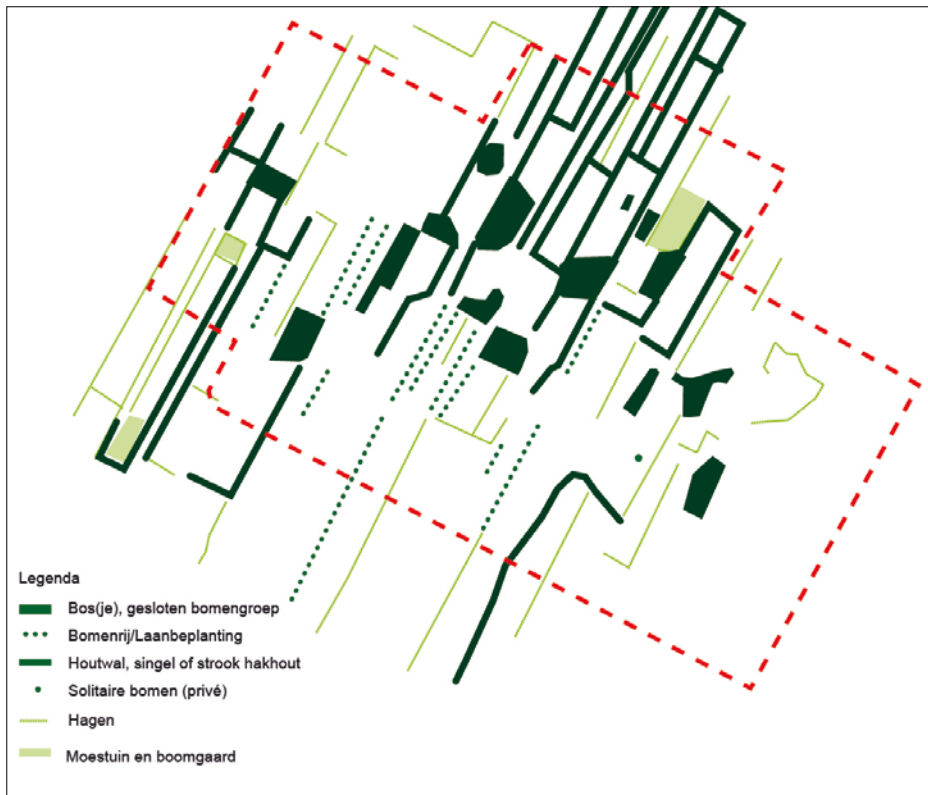 Legenda
Bos(je), gesloten bomengroep
Bomenrij/Laanbeplanting
Houtwal, singel of strook hakhout
Solitaire bomen (privé)
Hagen
Moestuin en boomgaard